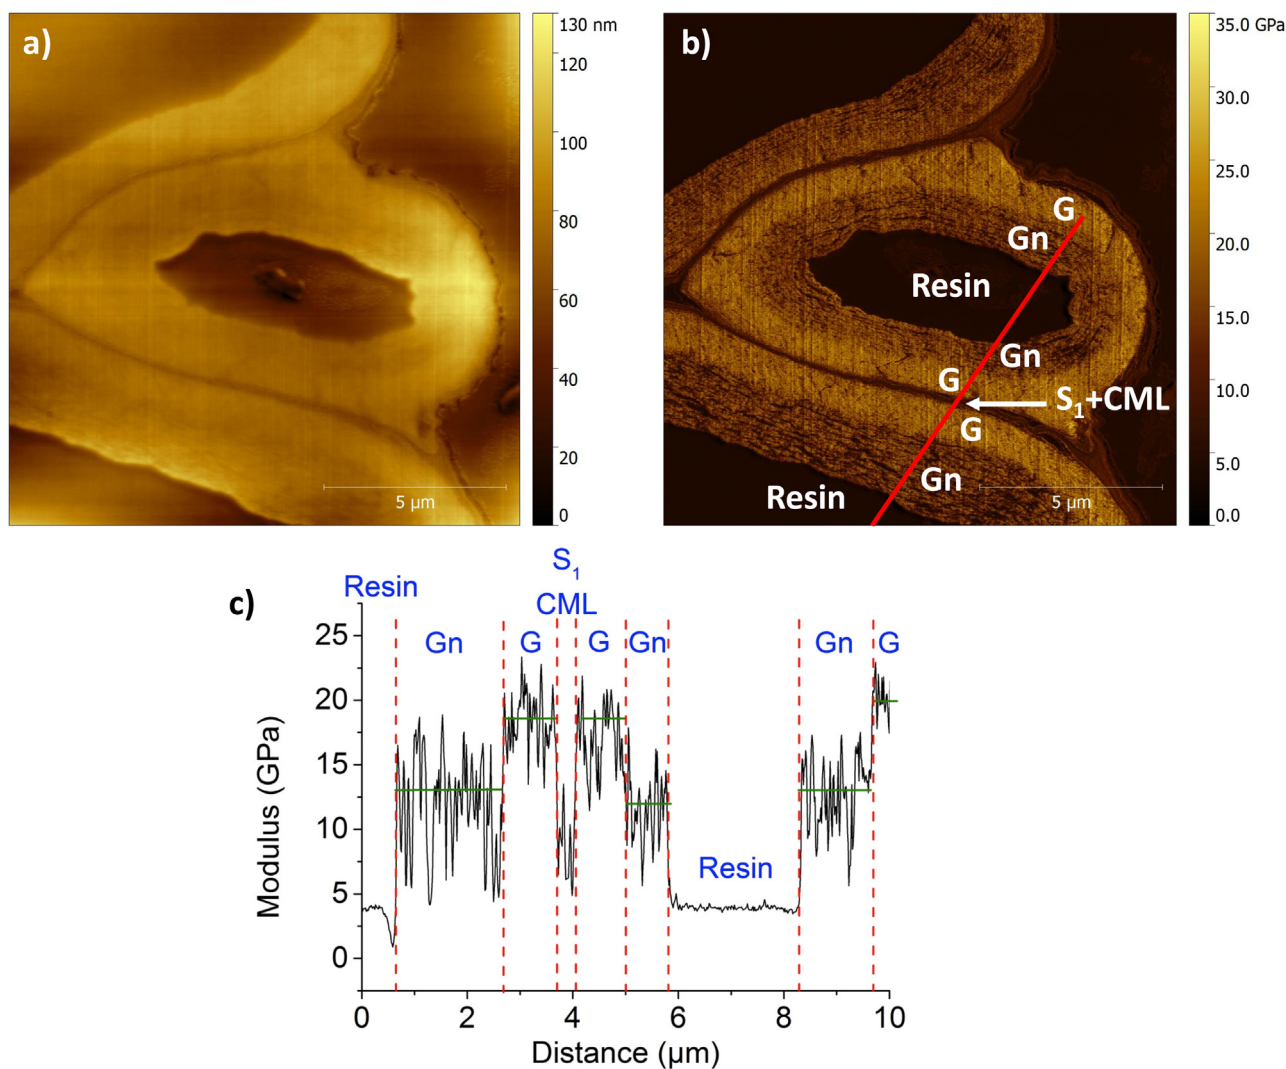 a)
130 nm
120
100
80
60
40
20
0
5 µm
b)
35.0 GPa
30.0
25.0
20.0
15.0
10.0
5.0
0.0
G
Gn
Resin
Gn
G
S1+CML
G
Gn
Resin
5 µm
c)
Resin
S1
CML
Gn
G
G
Gn
Gn
G
Resin
Modulus (GPa)
25
20
15
10
5
0
0
2
4
6
8
10
Distance (µm)